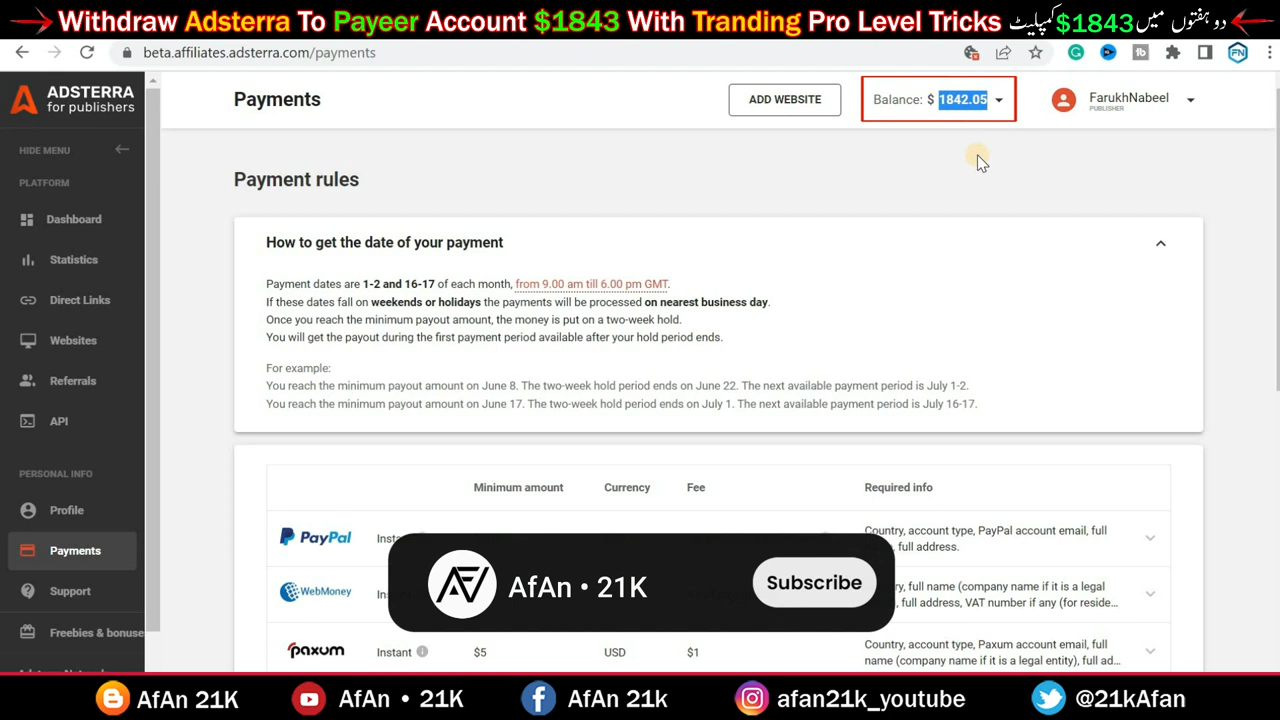 Withdraw Adsterra To Payeer Account $1843 With Tranding Pro Level Tricks دو ہفتوں میں $1843 کمپلیٹ
beta.affiliates.adsterra.com/payments
ADSTERRA
for publishers
Payments
ADD WEBSITE
Balance: $ 1842.05
FarukhNabeel
PUBLISHER
HIDE MENU
PLATFORM
Dashboard
Statistics
Direct Links
Websites
Referrals
API
PERSONAL INFO
Profile
Payments
Support
Freebies & bonuse
Payment rules
How to get the date of your payment
Payment dates are 1-2 and 16-17 of each month, from 9.00 am till 6.00 pm GMT.
If these dates fall on weekends or holidays the payments will be processed on nearest business day.
Once you reach the minimum payout amount, the money is put on a two-week hold.
You will get the payout during the first payment period available after your hold period ends.
For example:
You reach the minimum payout amount on June 8. The two-week hold period ends on June 22. The next available payment period is July 1-2.
You reach the minimum payout amount on June 17. The two-week hold period ends on July 1. The next available payment period is July 16-17.
Minimum amount Currency Fee Required info
PayPal Country, account type, PayPal account email, full
, full address.
WebMoney ry, full name (company name if it is a legal
, full address, VAT number if any (for reside...
paxum Instant $5 USD $1 Country, account type, Paxum account email, full
name (company name if it is a legal entity), full ad...
AfAn • 21K
Subscribe
AfAn 21K AfAn • 21K AfAn 21k afan21k_youtube @21kAfan